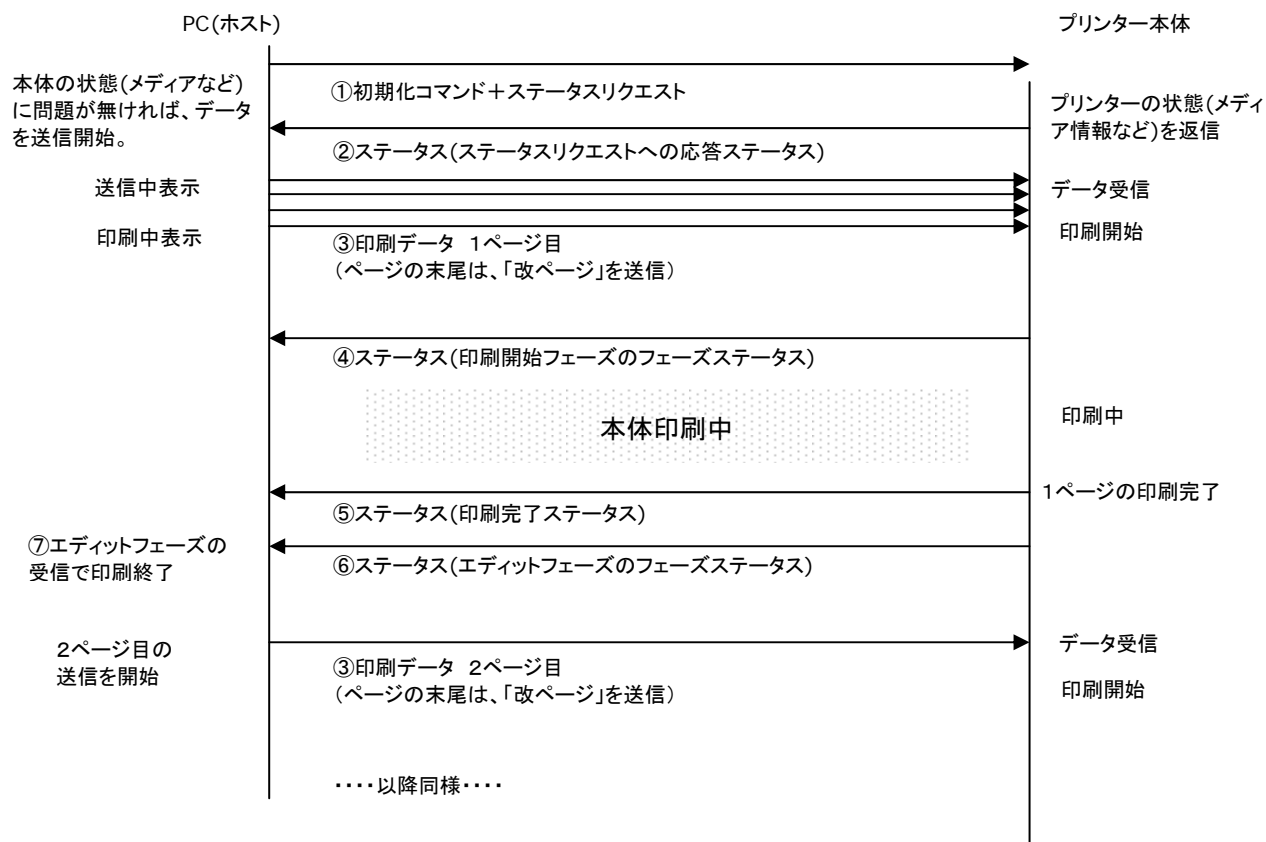 PC(ホスト)
プリンター本体
本体の状態(メディアなど)
に問題が無ければ、データ
を送信開始。
①初期化コマンド＋ステータスリクエスト
プリンターの状態(メディ
ア情報など)を返信
②ステータス(ステータスリクエストへの応答ステータス)
送信中表示
データ受信
印刷中表示
印刷開始
③印刷データ　１ページ目
（ページの末尾は、「改ページ」を送信）
④ステータス(印刷開始フェーズのフェーズステータス)
本体印刷中
印刷中
１ページの印刷完了
⑤ステータス(印刷完了ステータス)
⑦エディットフェーズの
受信で印刷終了
⑥ステータス(エディットフェーズのフェーズステータス)
２ページ目の
送信を開始
データ受信
③印刷データ　２ページ目
（ページの末尾は、「改ページ」を送信）
印刷開始
････以降同様････